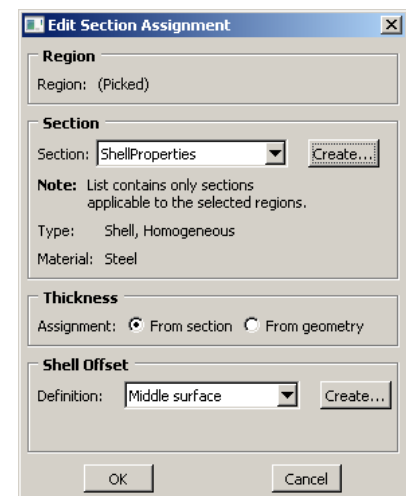 Edit Section Assignment
Region
Region: (Picked)
Section
Section: ShellProperties Create...
Note: List contains only sections
applicable to the selected regions.
Type: Shell, Homogeneous
Material: Steel
Thickness
Assignment: From section From geometry
Shell Offset
Definition: Middle surface Create...
OK Cancel